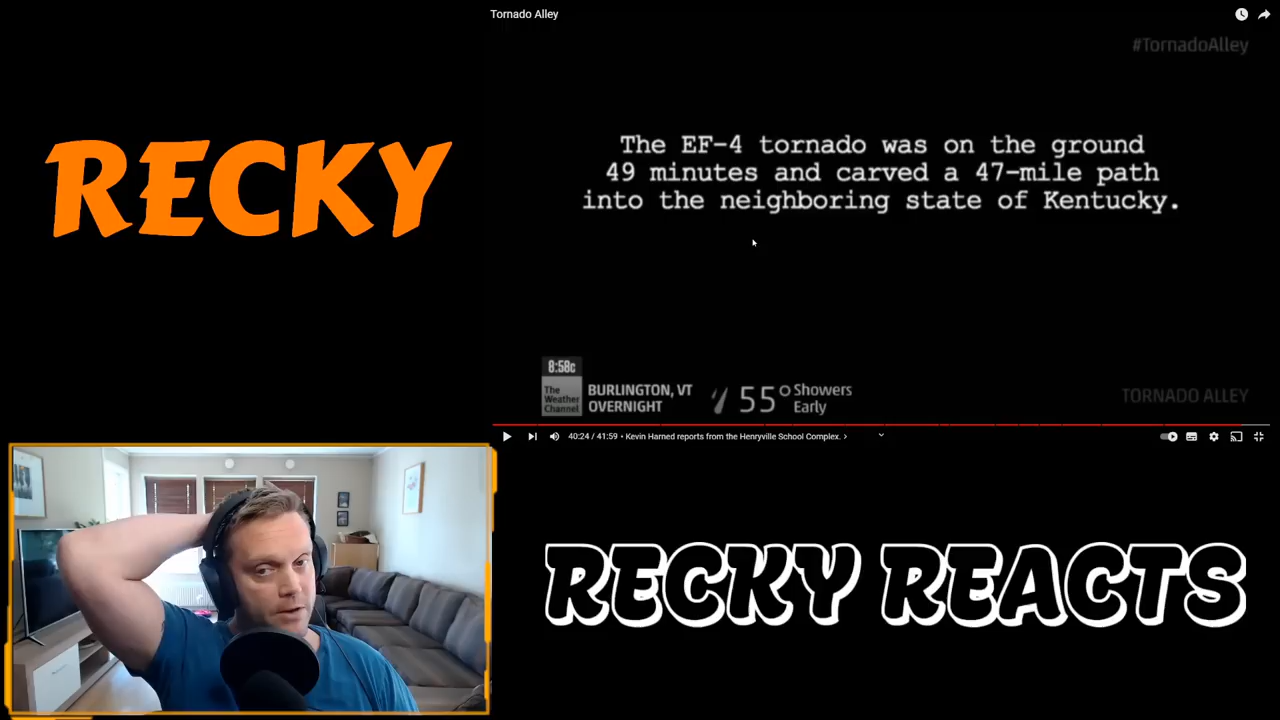 Tornado Alley
#TornadoAlley
RECKY
The EF-4 tornado was on the ground
49 minutes and carved a 47-mile path
into the neighboring state of Kentucky.
8:58c
The
Weather
Channel
BURLINGTON, VT
OVERNIGHT
55° Showers
Early
TORNADO ALLEY
40:24 / 41:59 • Kevin Harned reports from the Henryville School Complex. >
RECKY REACTS